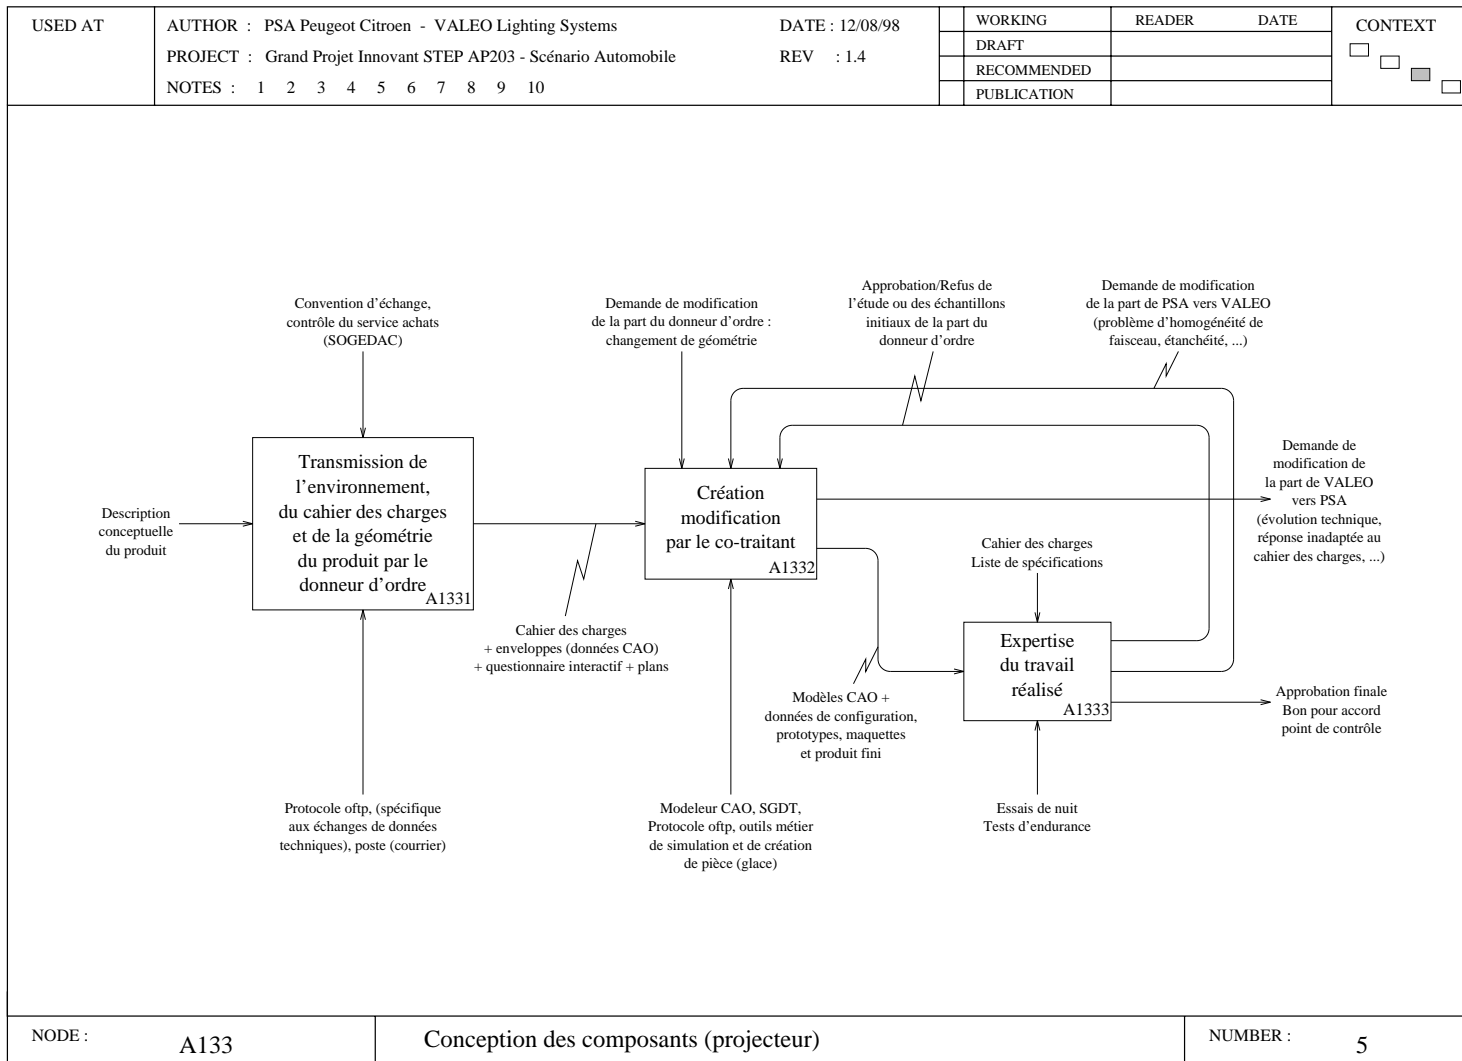 USED AT
AUTHOR : PSA Peugeot Citroen - VALEO Lighting Systems
DATE : 12/08/98
PROJECT : Grand Projet Innovant STEP AP203 - Scénario Automobile
REV : 1.4
NOTES : 1 2 3 4 5 6 7 8 9 10
WORKING
DRAFT
RECOMMENDED
PUBLICATION
READER DATE
CONTEXT
Convention d'échange,
contrôle du service achats
(SOGEDAC)
Demande de modification
de la part du donneur d'ordre :
changement de géométrie
Approbation/Refus de
l'étude ou des échantillons
initiaux de la part du
donneur d'ordre
Demande de modification
de la part de PSA vers VALEO
(problème d'homogénéité de
faisceau, étanchéité, ...)
Description
conceptuelle
du produit
Transmission de
l'environnement,
du cahier des charges
et de la géométrie
du produit par le
donneur d'ordre
A1331
Création
modification
par le co-traitant
A1332
Demande de
modification de
la part de VALEO
vers PSA
(évolution technique,
réponse inadaptée au
cahier des charges, ...)
Cahier des charges
Liste de spécifications
Cahier des charges
+ enveloppes (données CAO)
+ questionnaire interactif + plans
Expertise
du travail
réalisé
A1333
Modèles CAO +
données de configuration,
prototypes, maquettes
et produit fini
Approbation finale
Bon pour accord
point de contrôle
Protocole oftp, (spécifique
aux échanges de données
techniques), poste (courrier)
Modeleur CAO, SGDT,
Protocole oftp, outils métier
de simulation et de création
de pièce (glace)
Essais de nuit
Tests d'endurance
NODE :
A133
Conception des composants (projecteur)
NUMBER :
5